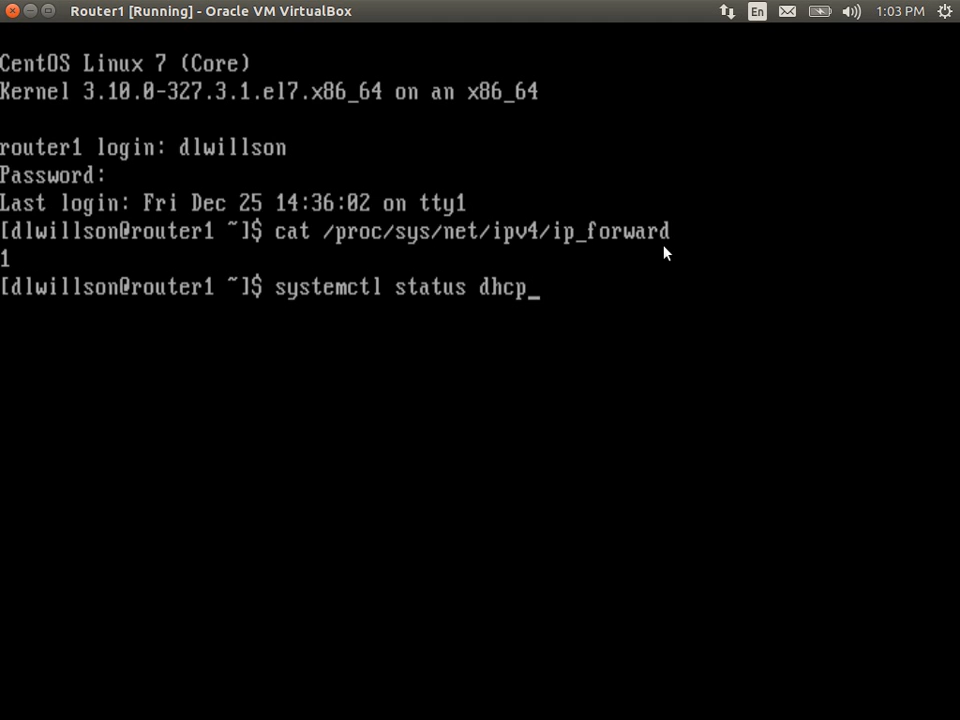 Router1 [Running] - Oracle VM VirtualBox
En
1:03 PM
CentOS Linux 7 (Core)
Kernel 3.10.0-327.3.1.el7.x86_64 on an x86_64
router1 login: dlwillson
Password:
Last login: Fri Dec 25 14:36:02 on tty1
[dlwillson@router1 ~]$ cat /proc/sys/net/ipv4/ip_forward
1
[dlwillson@router1 ~]$ systemctl status dhcp_